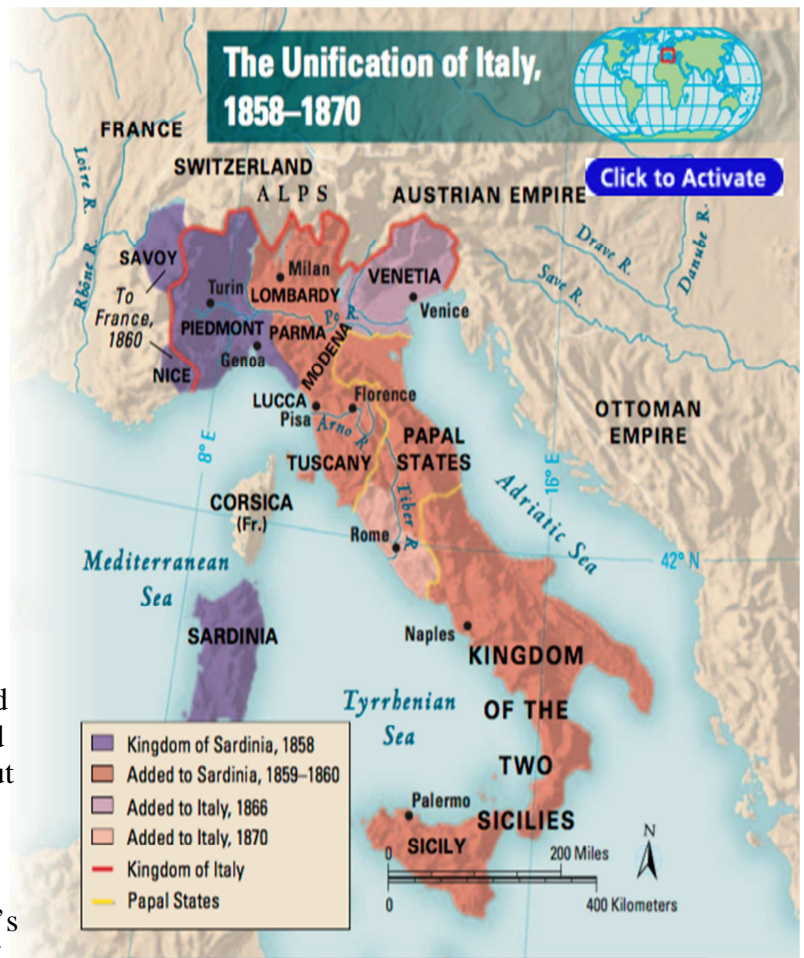 The Unification of Italy,
1858–1870
Click to Activate
FRANCE
SWITZERLAND
ALPS
AUSTRIAN EMPIRE
Loire R.
Rhône R.
Drave R.
Danube R.
Save R.
SAVOY
To
France,
1860
NICE
Turin
PIEDMONT
Genoa
Milan
LOMBARDY
VENETIA
Venice
Po R.
PARMA
MODENA
LUCCA
Pisa
Florence
Arno R.
TUSCANY
PAPAL
STATES
OTTOMAN
EMPIRE
8° E
16° E
Adriatic Sea
42° N
CORSICA
(Fr.)
Tiber R
Rome
Mediterranean
Sea
SARDINIA
Naples
KINGDOM
OF THE
TWO
SICILIES
Tyrrhenian
Sea
Palermo
SICILY
Kingdom of Sardinia, 1858
Added to Sardinia, 1859–1860
Added to Italy, 1866
Added to Italy, 1870
Kingdom of Italy
Papal States
N
0 200 Miles
0 400 Kilometers
d
d
ut
's